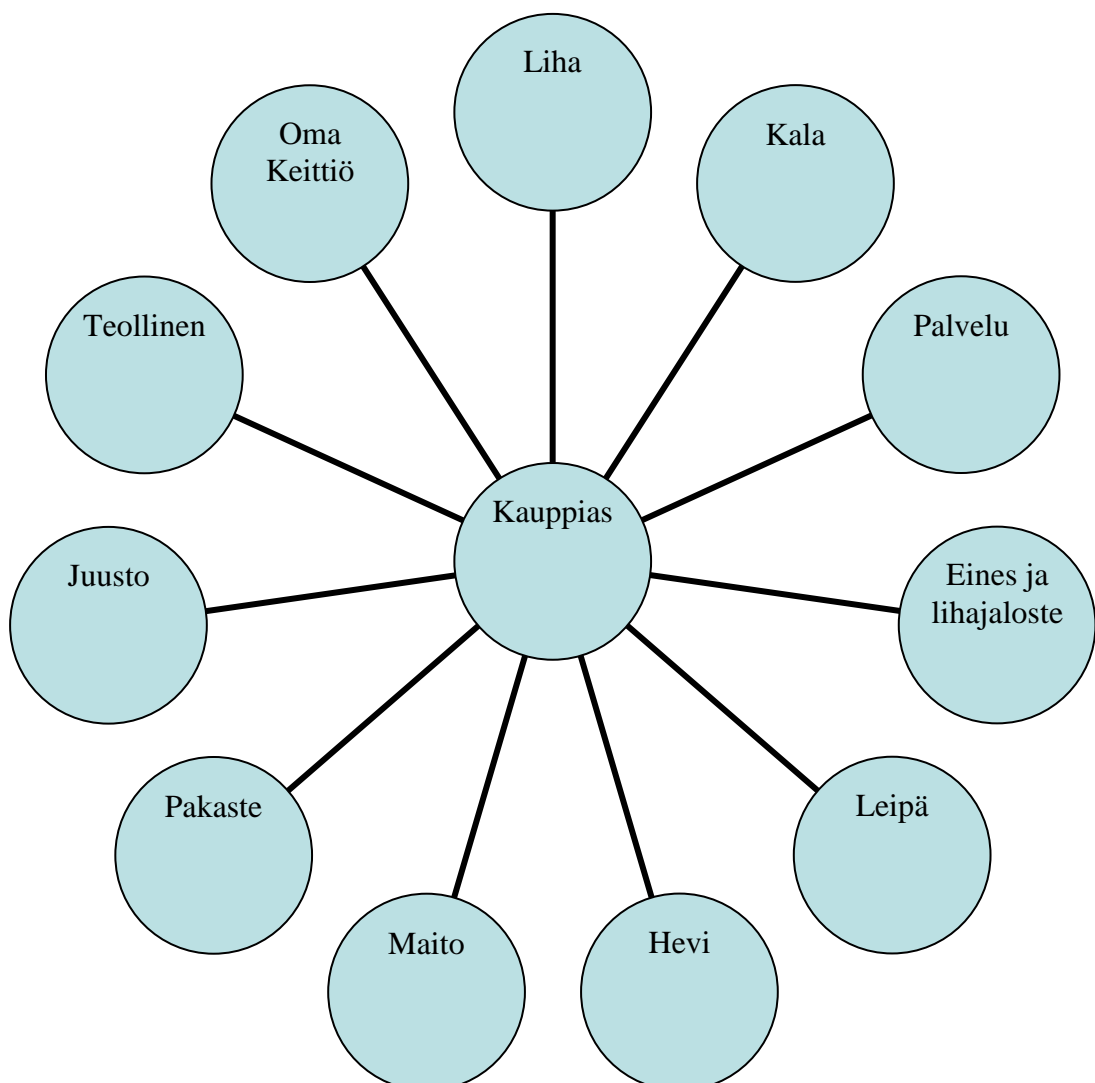 Liha
Oma
Keittiö
Kala
Teollinen
Palvelu
Kauppias
Juusto
Eines ja
lihajaloste
Pakaste
Leipä
Maito
Hevi